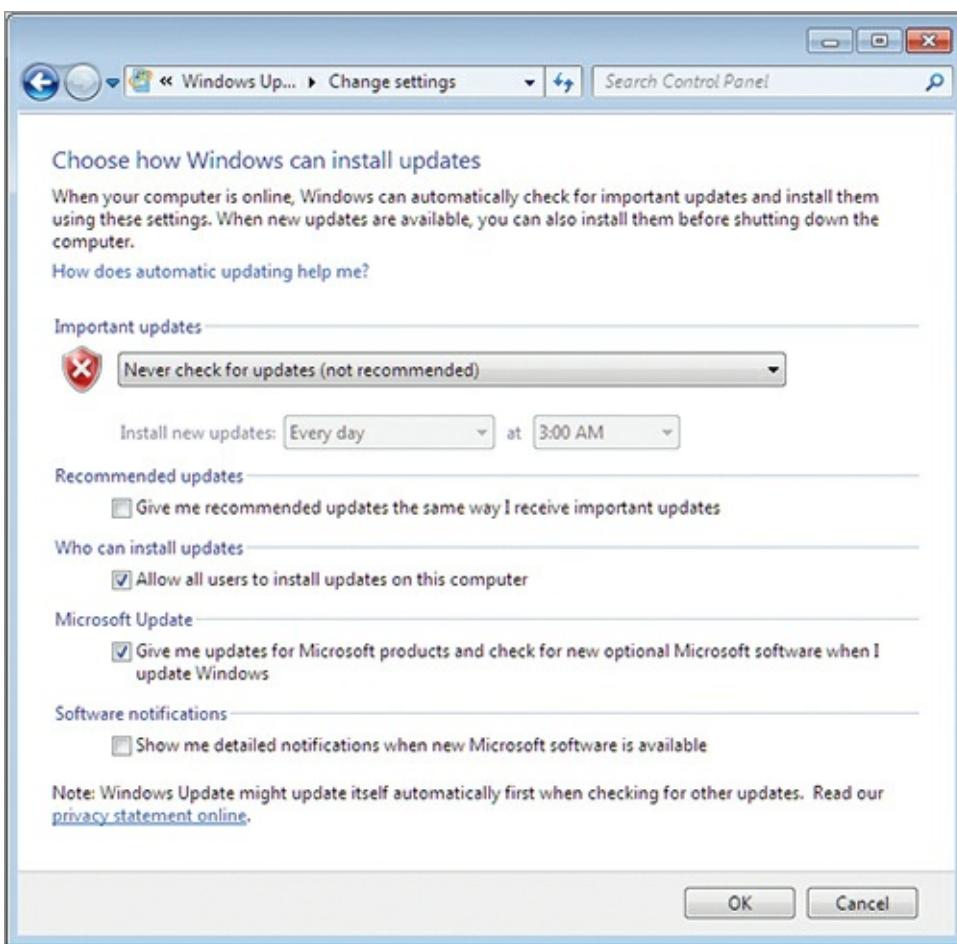 « Windows Up... ▸ Change settings
Search Control Panel
Choose how Windows can install updates
When your computer is online, Windows can automatically check for important updates and install them
using these settings. When new updates are available, you can also install them before shutting down the
computer.
How does automatic updating help me?
Important updates
Never check for updates (not recommended)
Install new updates: Every day at 3:00 AM
Recommended updates
Give me recommended updates the same way I receive important updates
Who can install updates
Allow all users to install updates on this computer
Microsoft Update
Give me updates for Microsoft products and check for new optional Microsoft software when I
update Windows
Software notifications
Show me detailed notifications when new Microsoft software is available
Note: Windows Update might update itself automatically first when checking for other updates. Read our
privacy statement online.
OK Cancel